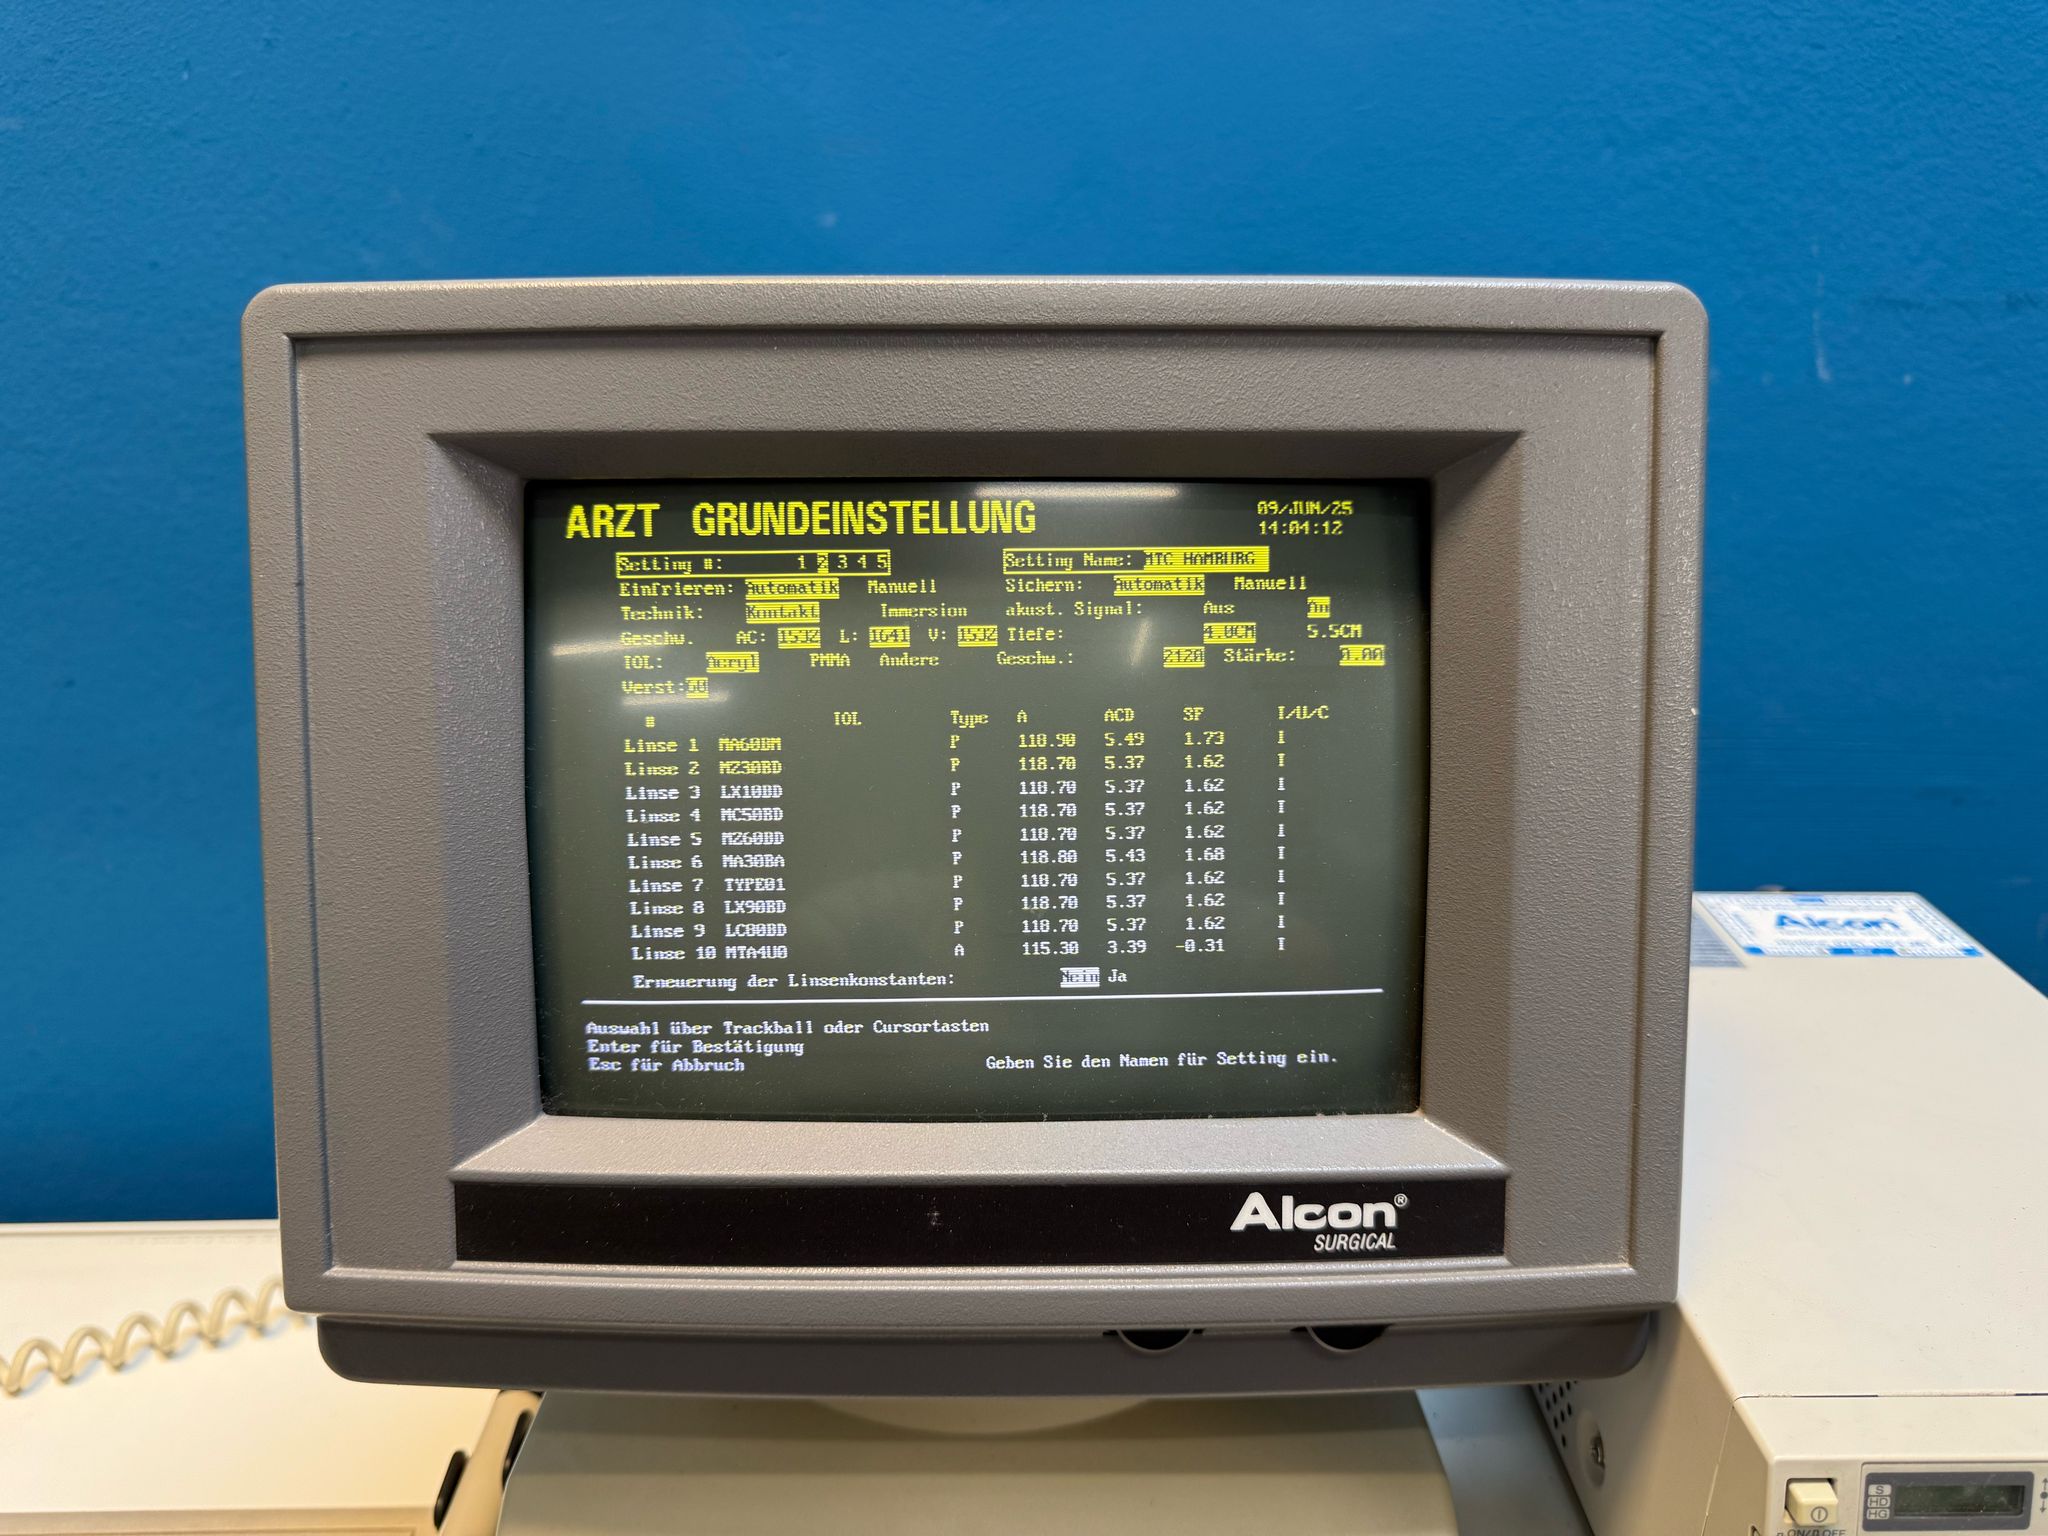 ARZT GRUNDEINSTELLUNG
09/JUN/25
14:04:12
Setting #: 1 2 3 4 5 Setting Name: MTC HAMBURG
Einfrieren: Automatik Manuell Sichern: Automatik Manuell
Technik: Kontakt Immersion akust. Signal: Aus An
Geschw. AC: 1532 L: 1641 V: 1532 Tiefe: 4.0CM 5.5CM
IOL: Acryl PMMA Andere Geschw.: 2120 Stärke:
Verst:
# IOL Type A ACD SF I/U/C
Linse 1 MA60BM P 118.90 5.49 1.73 I
Linse 2 MZ30BD P 118.70 5.37 1.62 I
Linse 3 LX10BD P 118.70 5.37 1.62 I
Linse 4 MC50BD P 118.70 5.37 1.62 I
Linse 5 MZ60BD P 118.70 5.37 1.62 I
Linse 6 MA30BA P 118.80 5.43 1.68 I
Linse 7 TYPE01 P 118.70 5.37 1.62 I
Linse 8 LX90BD P 118.70 5.37 1.62 I
Linse 9 LC80BD P 118.70 5.37 1.62 I
Linse 10 MTA4U0 A 115.30 3.39 -0.31 I
Erneuerung der Linsenkonstanten: Nein Ja
Auswahl über Trackball oder Cursortasten
Enter für Bestätigung
Esc für Abbruch
Geben Sie den Namen für Setting ein.
Alcon®
SURGICAL
Alcon
S
HD
HG
ON/OFF